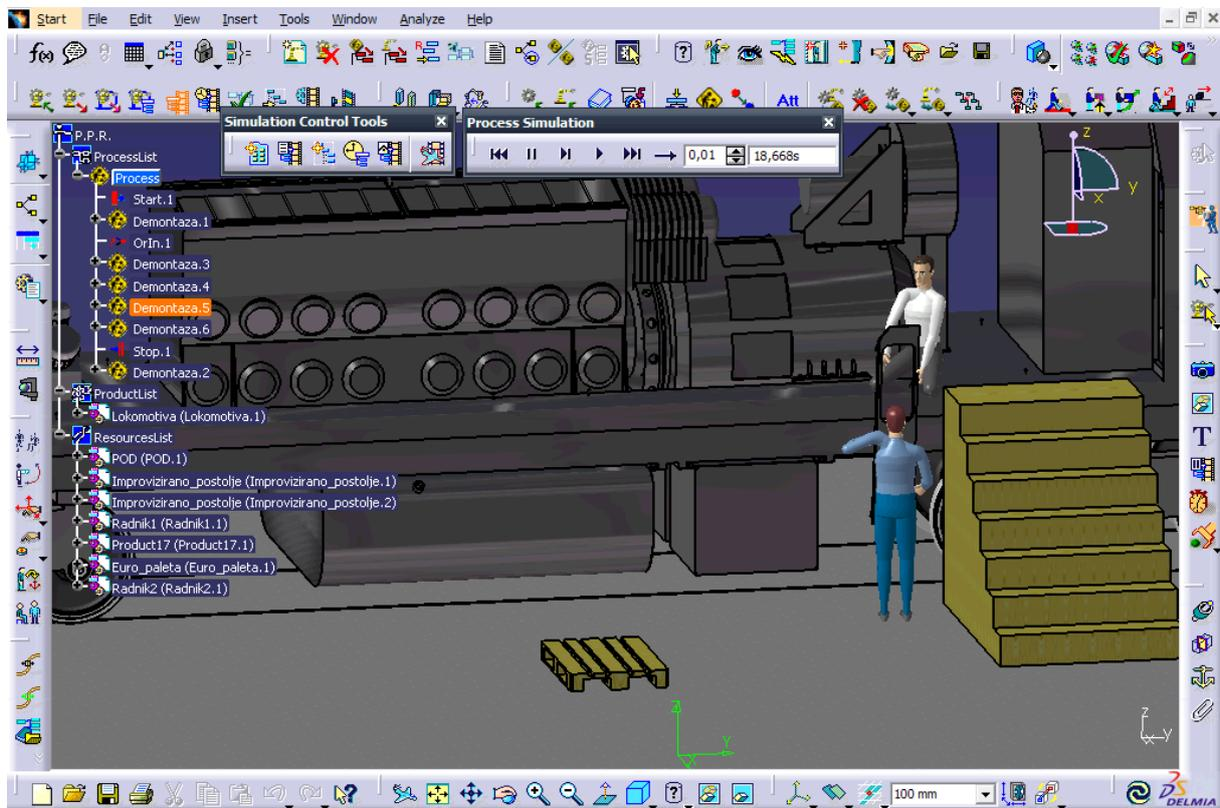 Start File Edit View Insert Tools Window Analyze Help
f(x)
Att
Simulation Control Tools
Process Simulation
0,01 18,668s
P.P.R.
ProcessList
Process
Start.1
Demontaza.1
OrIn.1
Demontaza.3
Demontaza.4
Demontaza.5
Demontaza.6
Stop.1
Demontaza.2
ProductList
Lokomotiva (Lokomotiva.1)
ResourcesList
POD (POD.1)
Improvizirano_postolje (Improvizirano_postolje.1)
Improvizirano_postolje (Improvizirano_postolje.2)
Radnik1 (Radnik1.1)
Product17 (Product17.1)
Euro_paleta (Euro_paleta.1)
Radnik2 (Radnik2.1)
z
y
x
T
Z
Y
X
z
y
x
100 mm
DELMIA